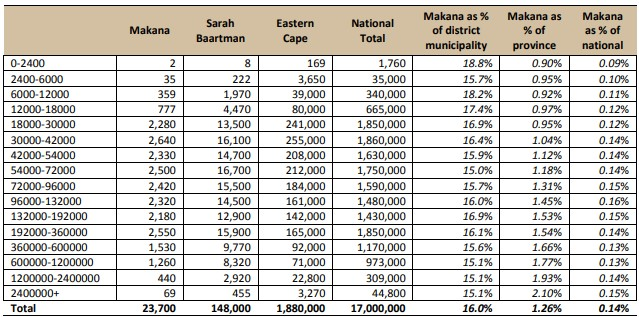 Makana Sarah Baartman Eastern Cape National Total Makana as % of district municipality Makana as % of province Makana as % of national
0-2400 2 8 169 1,760 18.8% 0.90% 0.09%
2400-6000 35 222 3,650 35,000 15.7% 0.95% 0.10%
6000-12000 359 1,970 39,000 340,000 18.2% 0.92% 0.11%
12000-18000 777 4,470 80,000 665,000 17.4% 0.97% 0.12%
18000-30000 2,280 13,500 241,000 1,850,000 16.9% 0.95% 0.12%
30000-42000 2,640 16,100 255,000 1,860,000 16.4% 1.04% 0.14%
42000-54000 2,330 14,700 208,000 1,630,000 15.9% 1.12% 0.14%
54000-72000 2,500 16,700 212,000 1,750,000 15.0% 1.18% 0.14%
72000-96000 2,420 15,500 184,000 1,590,000 15.7% 1.31% 0.15%
96000-132000 2,320 14,500 161,000 1,480,000 16.0% 1.45% 0.16%
132000-192000 2,180 12,900 142,000 1,430,000 16.9% 1.53% 0.15%
192000-360000 2,550 15,900 165,000 1,850,000 16.1% 1.54% 0.14%
360000-600000 1,530 9,770 92,000 1,170,000 15.6% 1.66% 0.13%
600000-1200000 1,260 8,320 71,000 973,000 15.1% 1.77% 0.13%
1200000-2400000 440 2,920 22,800 309,000 15.1% 1.93% 0.14%
2400000+ 69 455 3,270 44,800 15.1% 2.10% 0.15%
Total 23,700 148,000 1,880,000 17,000,000 16.0% 1.26% 0.14%